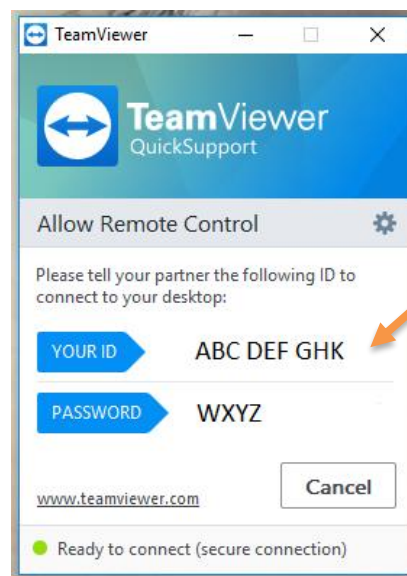 TeamViewer
TeamViewer
QuickSupport
Allow Remote Control
Please tell your partner the following ID to
connect to your desktop:
YOUR ID ABC DEF GHK
PASSWORD WXYZ
Cancel
www.teamviewer.com
Ready to connect (secure connection)